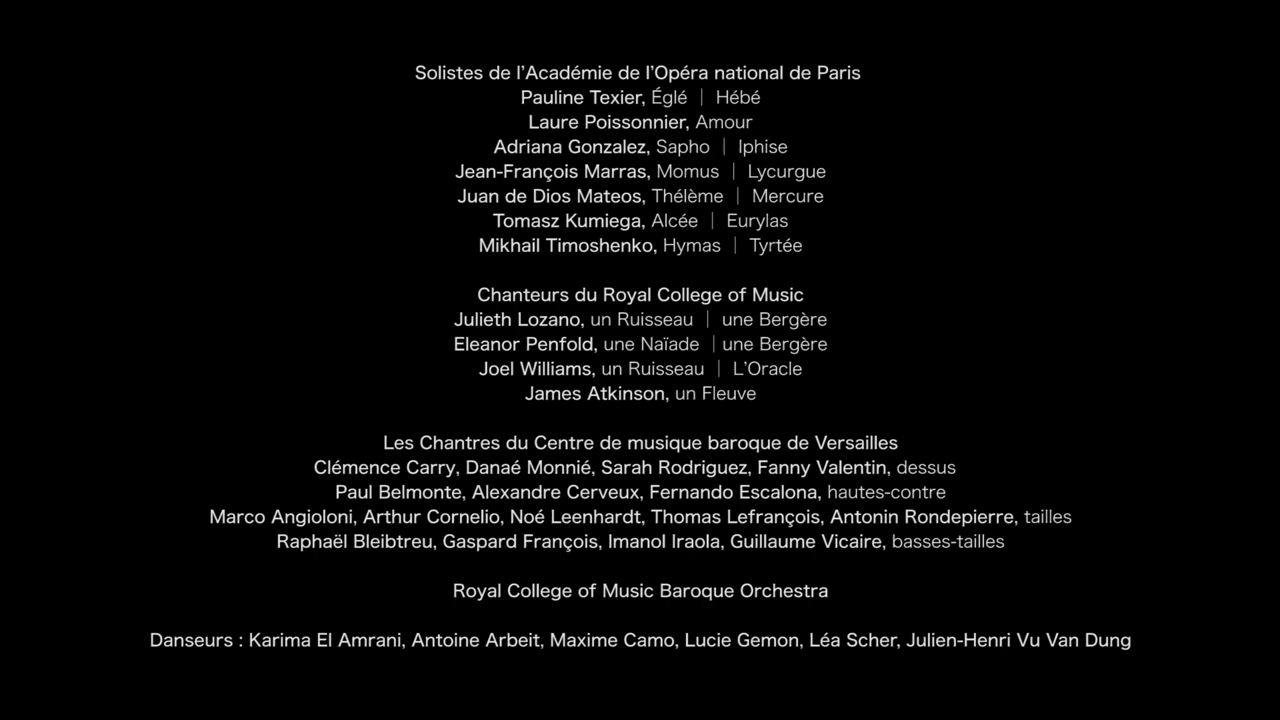 Solistes de l’Académie de l’Opéra national de Paris
Pauline Texier, Églé | Hébé
Laure Poissonnier, Amour
Adriana Gonzalez, Sapho | Iphise
Jean-François Marras, Momus | Lycurgue
Juan de Dios Mateos, Thélème | Mercure
Tomasz Kumiega, Alcée | Eurylas
Mikhail Timoshenko, Hymas | Tyrtée
Chanteurs du Royal College of Music
Julieth Lozano, un Ruisseau | une Bergère
Eleanor Penfold, une Naïade |une Bergère
Joel Williams, un Ruisseau | L’Oracle
James Atkinson, un Fleuve
Les Chantres du Centre de musique baroque de Versailles
Clémence Carry, Danaé Monnié, Sarah Rodriguez, Fanny Valentin, dessus
Paul Belmonte, Alexandre Cerveux, Fernando Escalona, hautes-contre
Marco Angioloni, Arthur Cornelio, Noé Leenhardt, Thomas Lefrançois, Antonin Rondepierre, tailles
Raphaël Bleibtreu, Gaspard François, Imanol Iraola, Guillaume Vicaire, basses-tailles
Royal College of Music Baroque Orchestra
Danseurs : Karima El Amrani, Antoine Arbeit, Maxime Camo, Lucie Gemon, Léa Scher, Julien-Henri Vu Van Dung